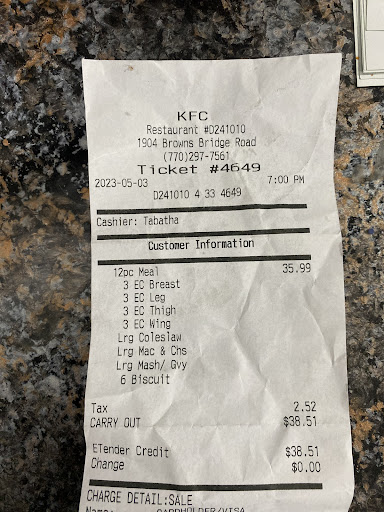 KFC
Restaurant #D241010
1904 Browns Bridge Road
(770)297-7561
Ticket #4649
2023-05-03 7:00 PM
D241010 4 33 4649
Cashier: Tabatha
Customer Information
12pc Meal 35.99
3 EC Breast
3 EC Leg
3 EC Thigh
3 EC Wing
Lrg Coleslaw
Lrg Mac & Chs
Lrg Mash/ Gvy
6 Biscuit
Tax 2.52
CARRY OUT $38.51
ETender Credit $38.51
Change $0.00
CHARGE DETAIL:SALE
Name: CARDHOLDER/VISA